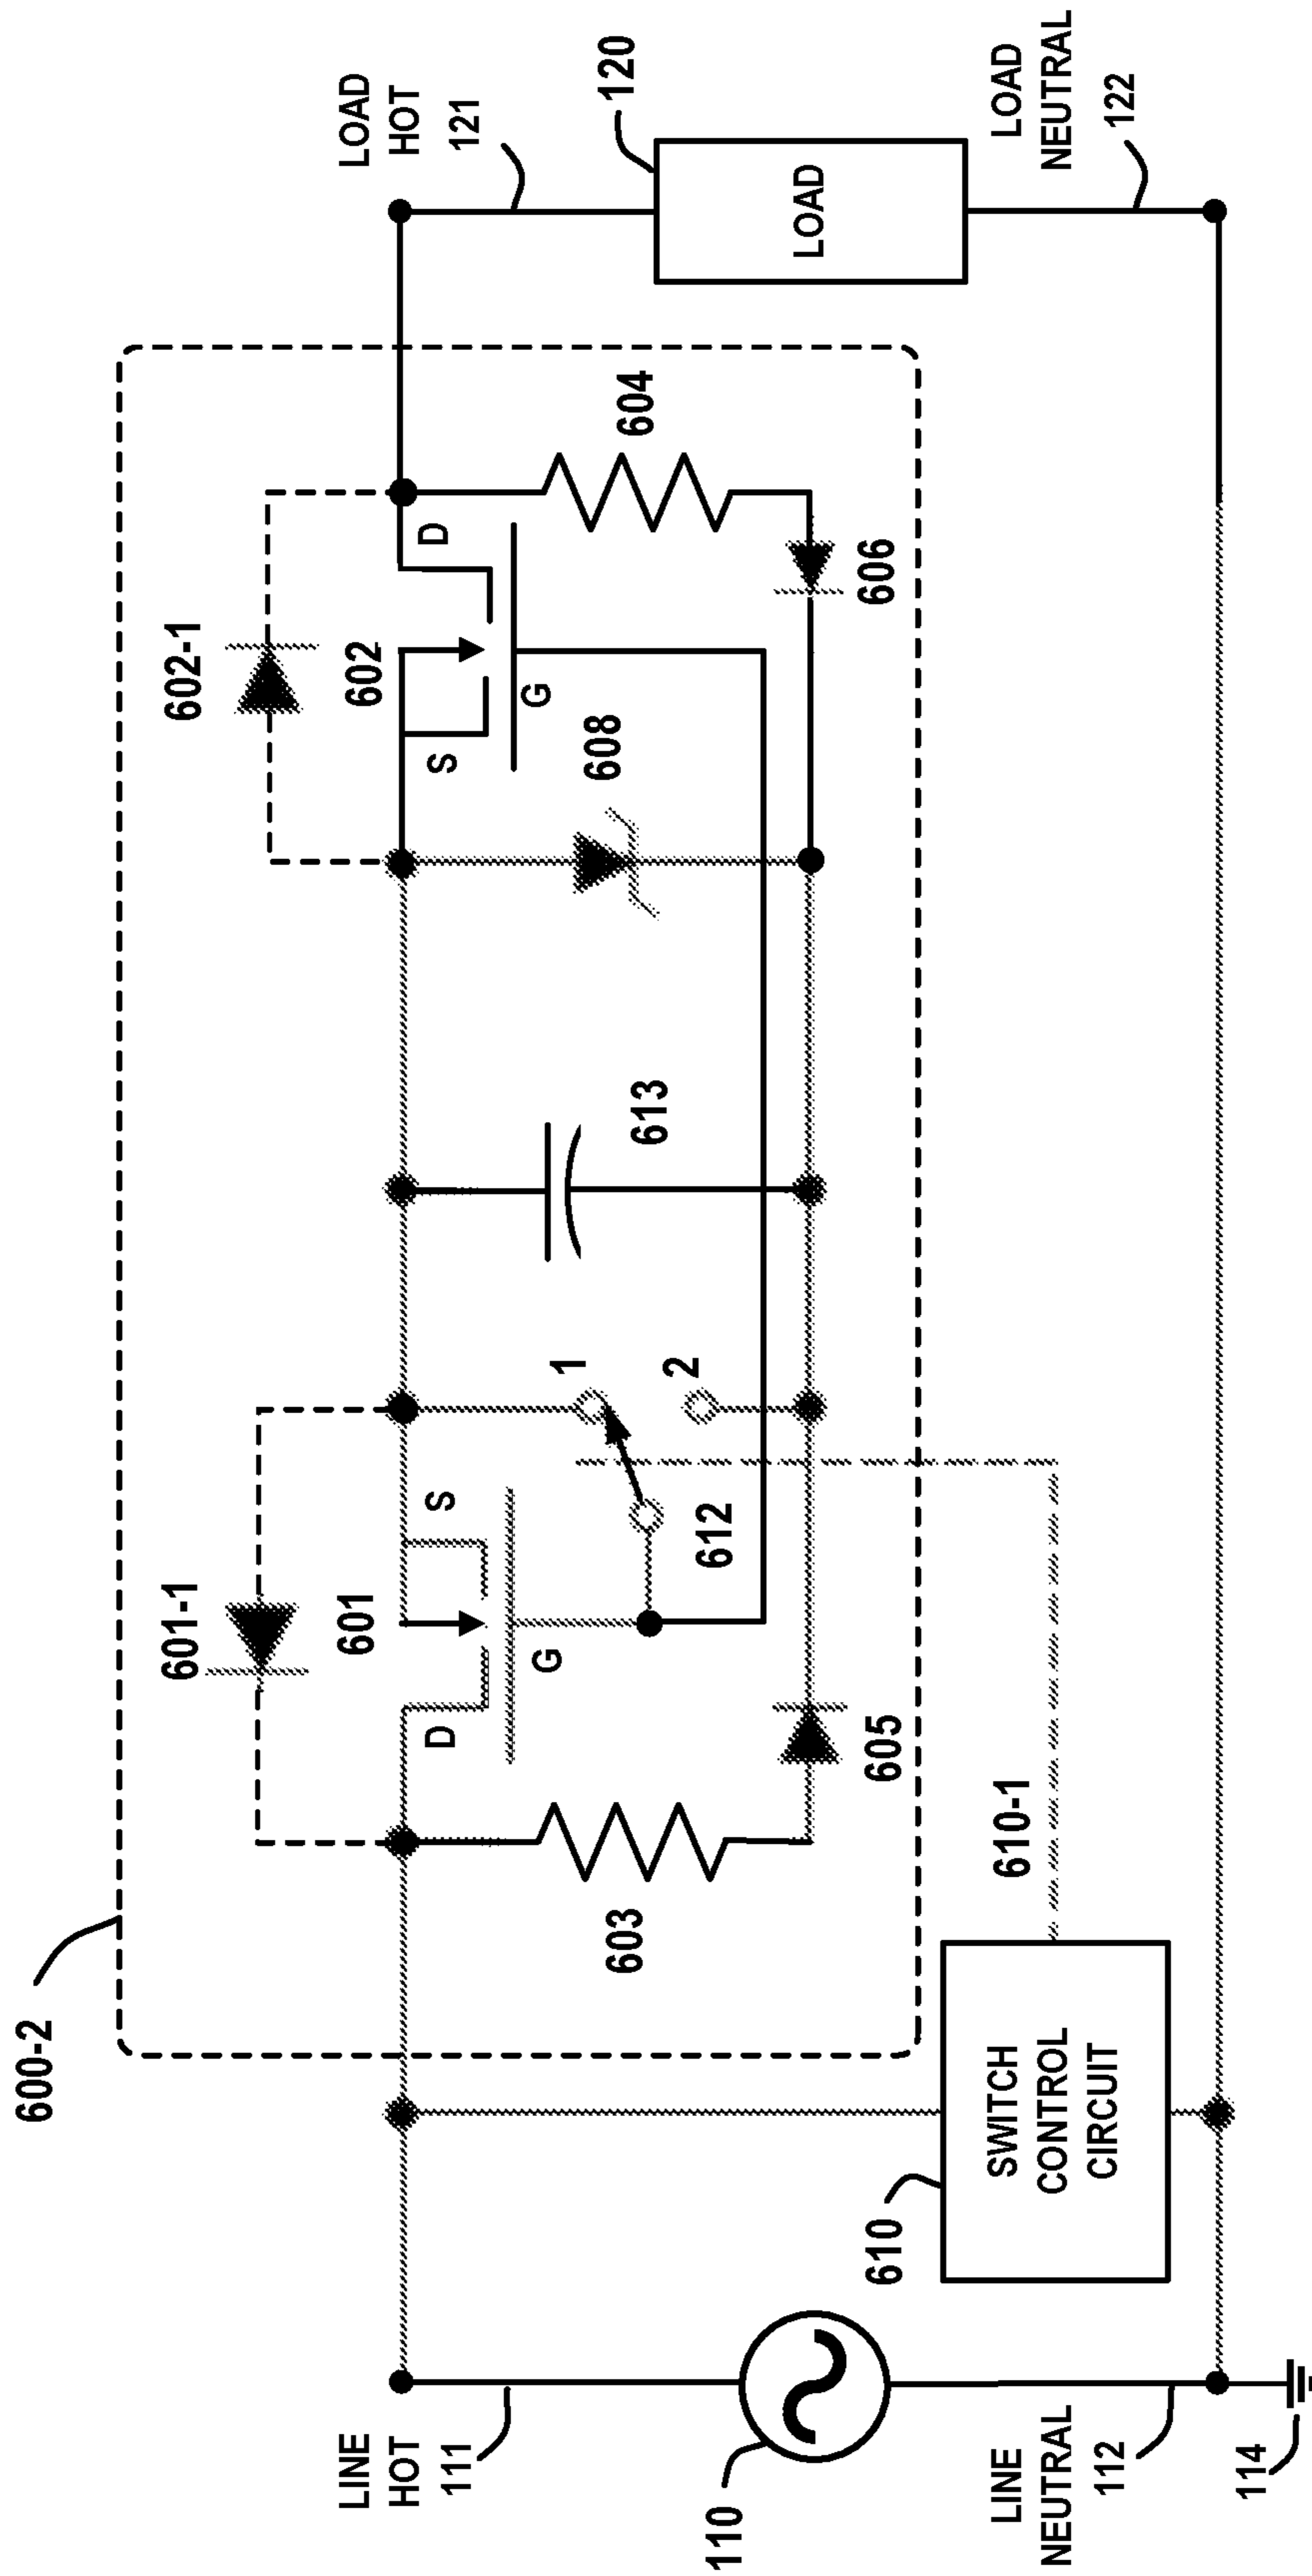 600-2
601-1
602-1
LINE
HOT
111
601
602
LOAD
HOT
121
D
S
S
D
G
G
1
2
603
612
613
608
604
120
LOAD
605
606
110
610
SWITCH
CONTROL
CIRCUIT
610-1
LINE
NEUTRAL
112
LOAD
NEUTRAL
122
114